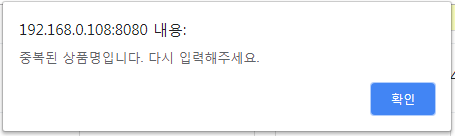 192.168.0.108:8080 내용:
중복된 상품명입니다. 다시 입력해주세요.
확인